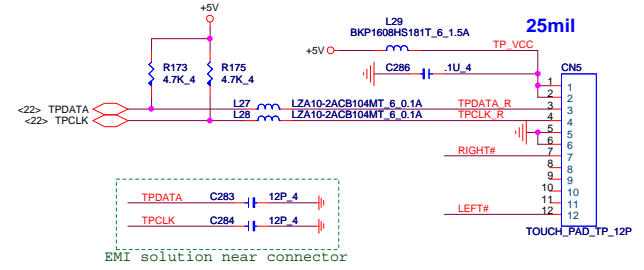 +5V
L29
BKP1608HS181T_6_1.5A
25mil
+5V
TP_VCC
CN5
R173
4.7K_4
R175
4.7K_4
C286
.1U_4
1
2
3
4
5
6
7
8
9
10
11
12
1
2
3
4
5
6
7
8
9
10
11
12
<22> TPDATA
L27
LZA10-2ACB104MT_6_0.1A
TPDATA_R
<22> TPCLK
L28
LZA10-2ACB104MT_6_0.1A
TPCLK_R
RIGHT#
LEFT#
TOUCH_PAD_TP_12P
TPDATA
C283
12P_4
TPCLK
C284
12P_4
EMI solution near connector